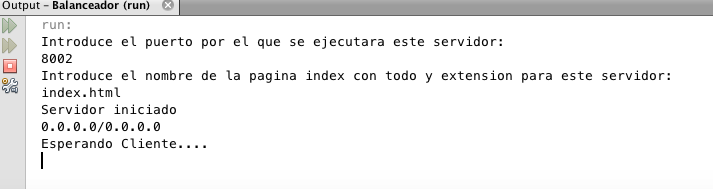 Output – Balanceador (run)
run:
Introduce el puerto por el que se ejecutara este servidor:
8002
Introduce el nombre de la pagina index con todo y extension para este servidor:
index.html
Servidor iniciado
0.0.0.0/0.0.0.0
Esperando Cliente....